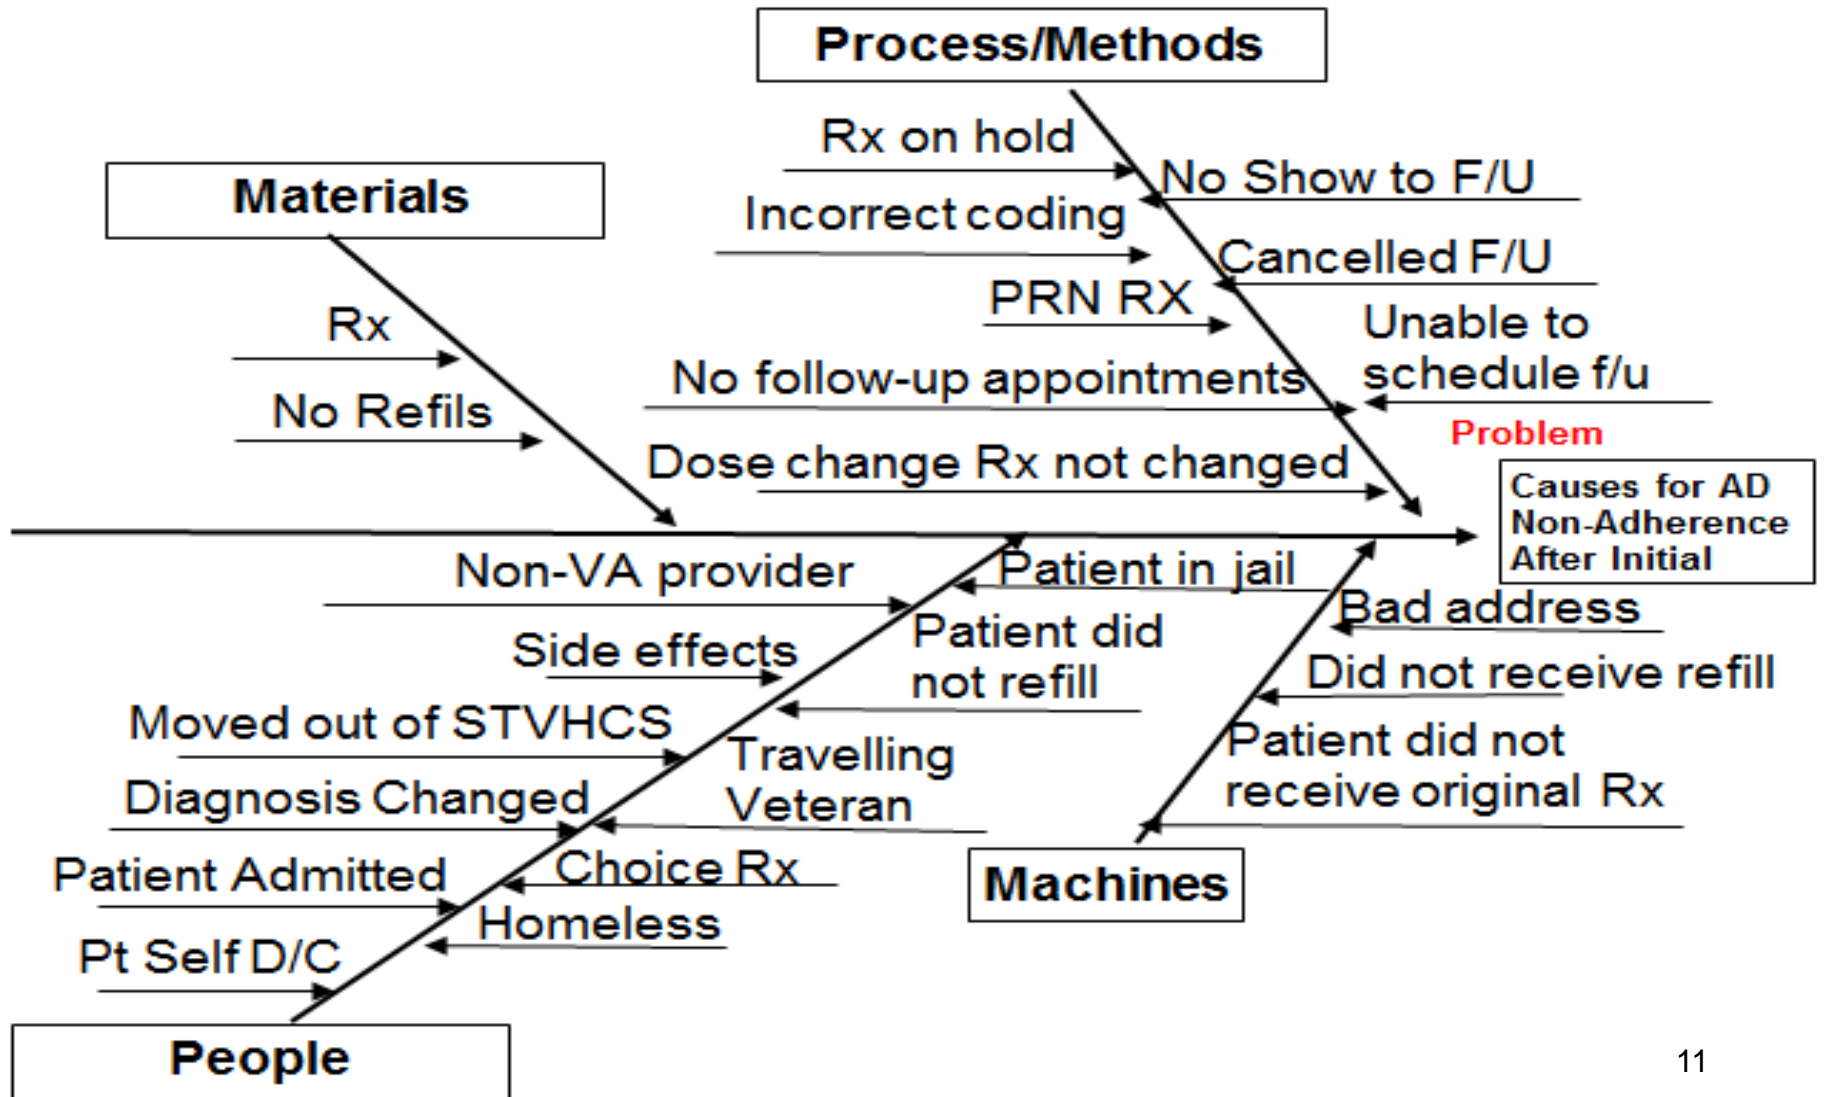 Process/Methods
Rx on hold
No Show to F/U
Materials
Incorrect coding
Cancelled F/U
PRN RX
Rx
Unable to
schedule f/u
No follow-up appointments
No Refils
Problem
Dose change Rx not changed
Causes for AD
Non-Adherence
After Initial
Non-VA provider
Patient in jail
Bad address
Side effects
Patient did
not refill
Did not receive refill
Moved out of STVHCS
Travelling
Veteran
Patient did not
receive original Rx
Diagnosis Changed
Patient Admitted
Choice Rx
Machines
Homeless
Pt Self D/C
People
11